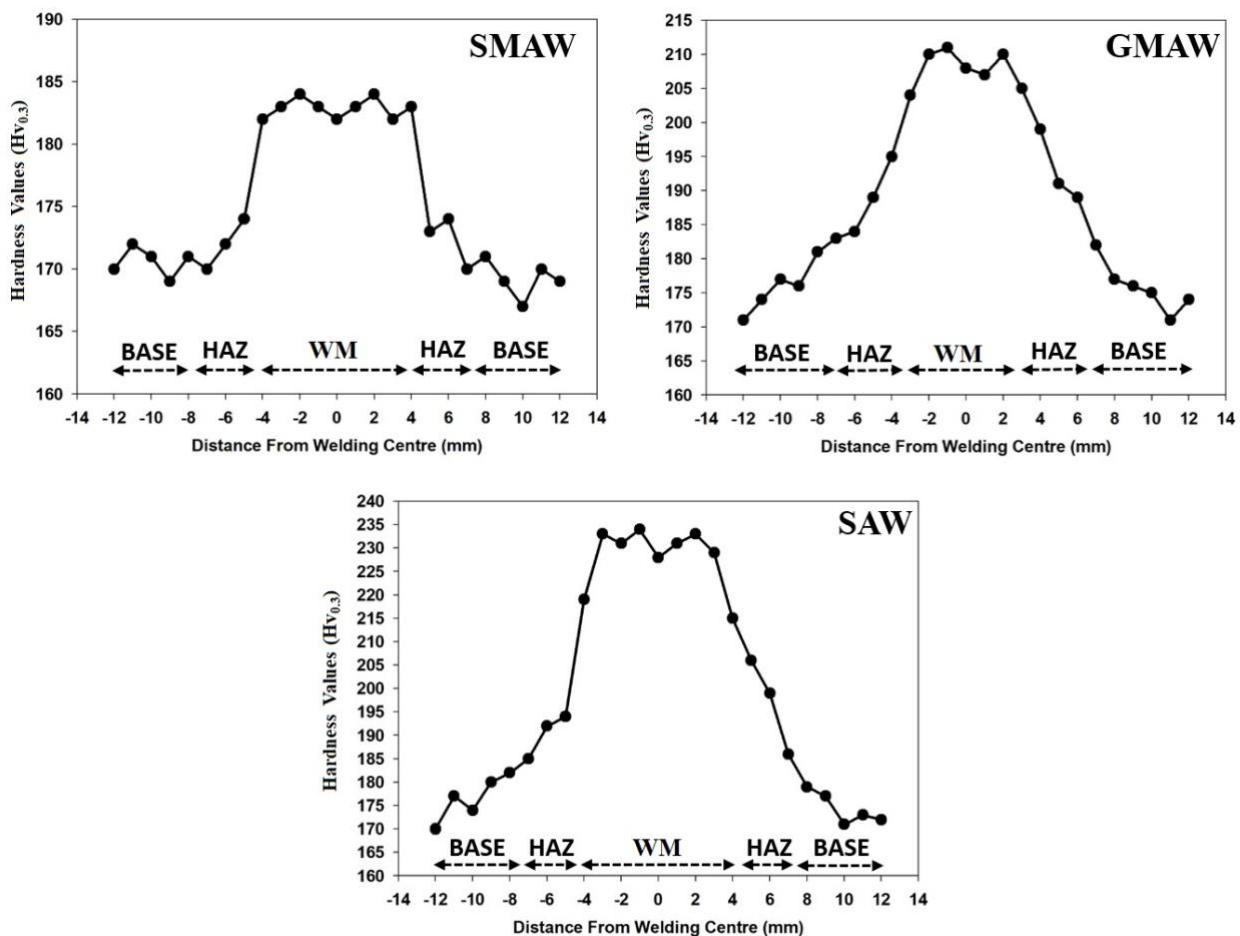 SMAW
Hardness Values (Hv0.3)
190
185
180
175
170
165
160
BASE HAZ WM HAZ BASE
-14 -12 -10 -8 -6 -4 -2 0 2 4 6 8 10 12 14
Distance From Welding Centre (mm)
GMAW
Hardness Values (Hv0.3)
215
210
205
200
195
190
185
180
175
170
165
160
BASE HAZ WM HAZ BASE
-14 -12 -10 -8 -6 -4 -2 0 2 4 6 8 10 12 14
Distance From Welding Centre (mm)
SAW
Hardness Values (Hv0.3)
240
235
230
225
220
215
210
205
200
195
190
185
180
175
170
165
160
BASE HAZ WM HAZ BASE
-14 -12 -10 -8 -6 -4 -2 0 2 4 6 8 10 12 14
Distance From Welding Centre (mm)